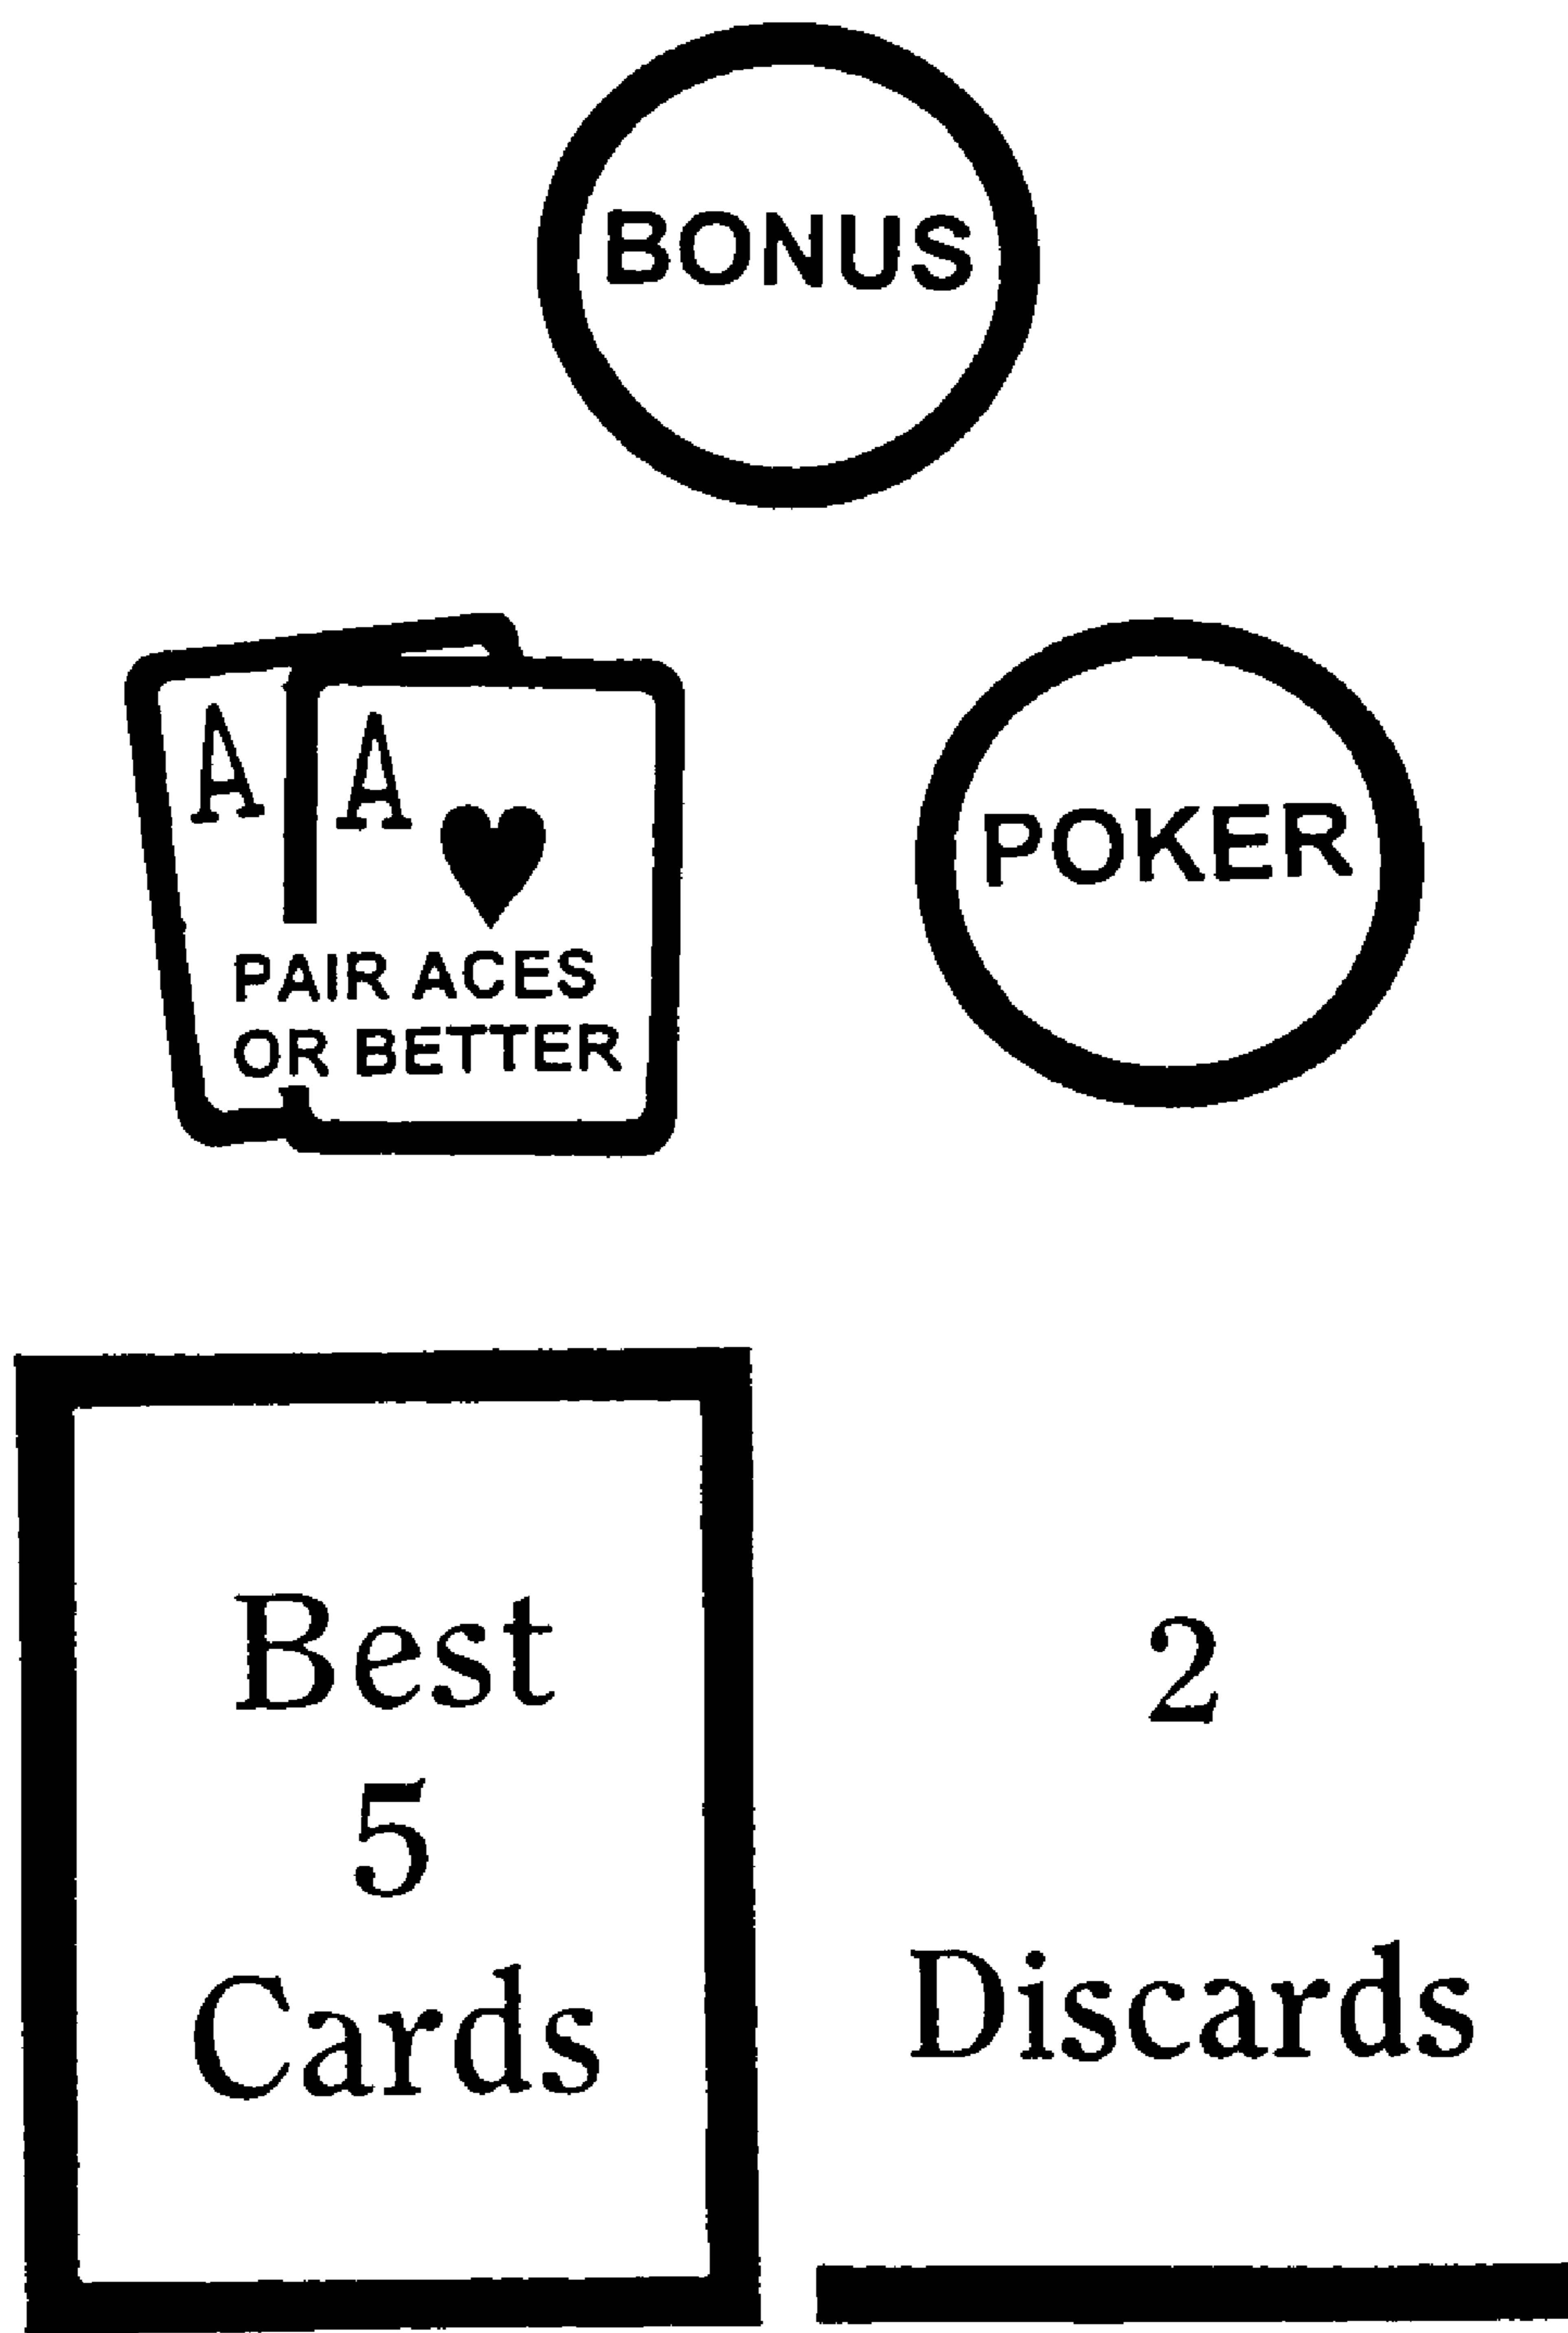 BONUS
A A
PAIR ACES
OR BETTER
POKER
Best
5
Cards
2
Discards